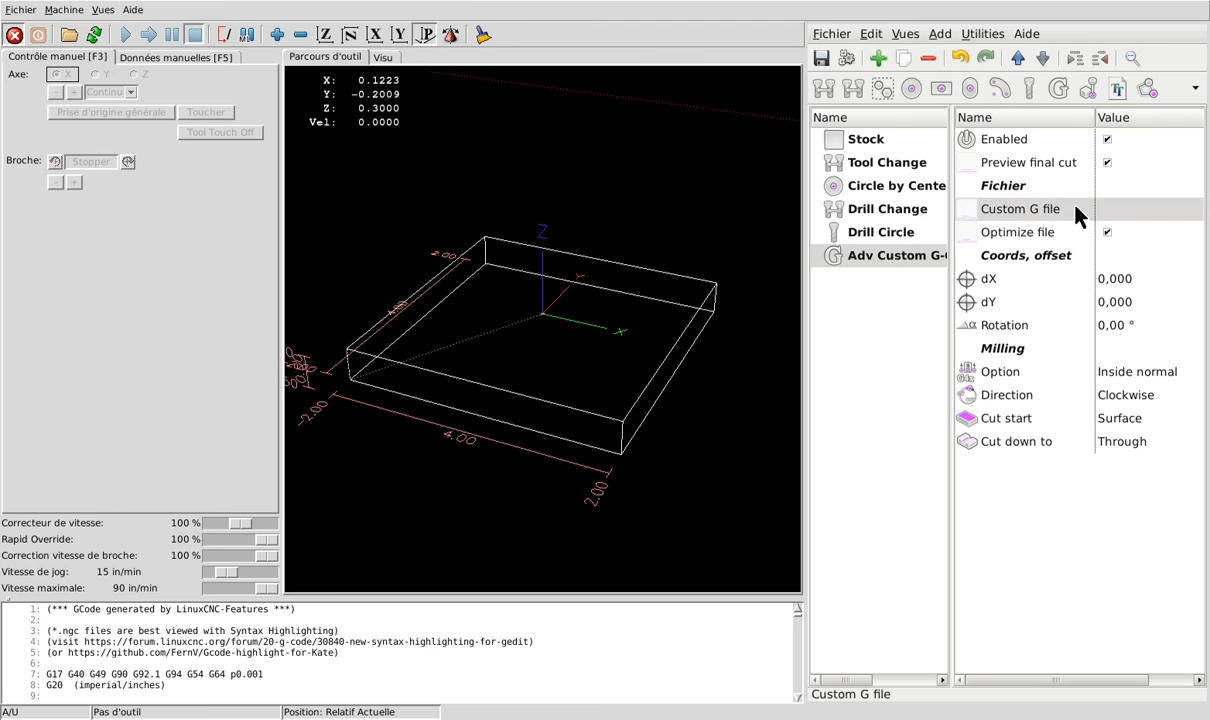 Fichier Machine Vues Aide
Contrôle manuel [F3] Données manuelles [F5]
Axe: X Y Z
- + Continu
Prise d'origine générale Toucher
Tool Touch Off
Broche: Stopper
- +
Correcteur de vitesse: 100 %
Rapid Override: 100 %
Correction vitesse de broche: 100 %
Vitesse de jog: 15 in/min
Vitesse maximale: 90 in/min
Parcours d'outil Visu
X: 0.1223
Y: -0.2009
Z: 0.3000
Vel: 0.0000
Z
Y
X
2.00
4.00
-2.00
4.00
2.00
1: (*** GCode generated by LinuxCNC-Features ***)
2:
3: (*.ngc files are best viewed with Syntax Highlighting)
4: (visit https://forum.linuxcnc.org/forum/20-g-code/30840-new-syntax-highlighting-for-gedit)
5: (or https://github.com/FernV/Gcode-highlight-for-Kate)
6:
7: G17 G40 G49 G90 G92.1 G94 G54 G64 p0.001
8: G20 (imperial/inches)
9:
A/U Pas d'outil Position: Relatif Actuelle
Fichier Edit Vues Add Utilities Aide
Name
Stock
Tool Change
Circle by Cente
Drill Change
Drill Circle
Adv Custom G-
Name Value
Enabled
Preview final cut
Fichier
Custom G file
Optimize file
Coords, offset
dX 0,000
dY 0,000
Rotation 0,00 °
Milling
Option Inside normal
Direction Clockwise
Cut start Surface
Cut down to Through
Custom G file